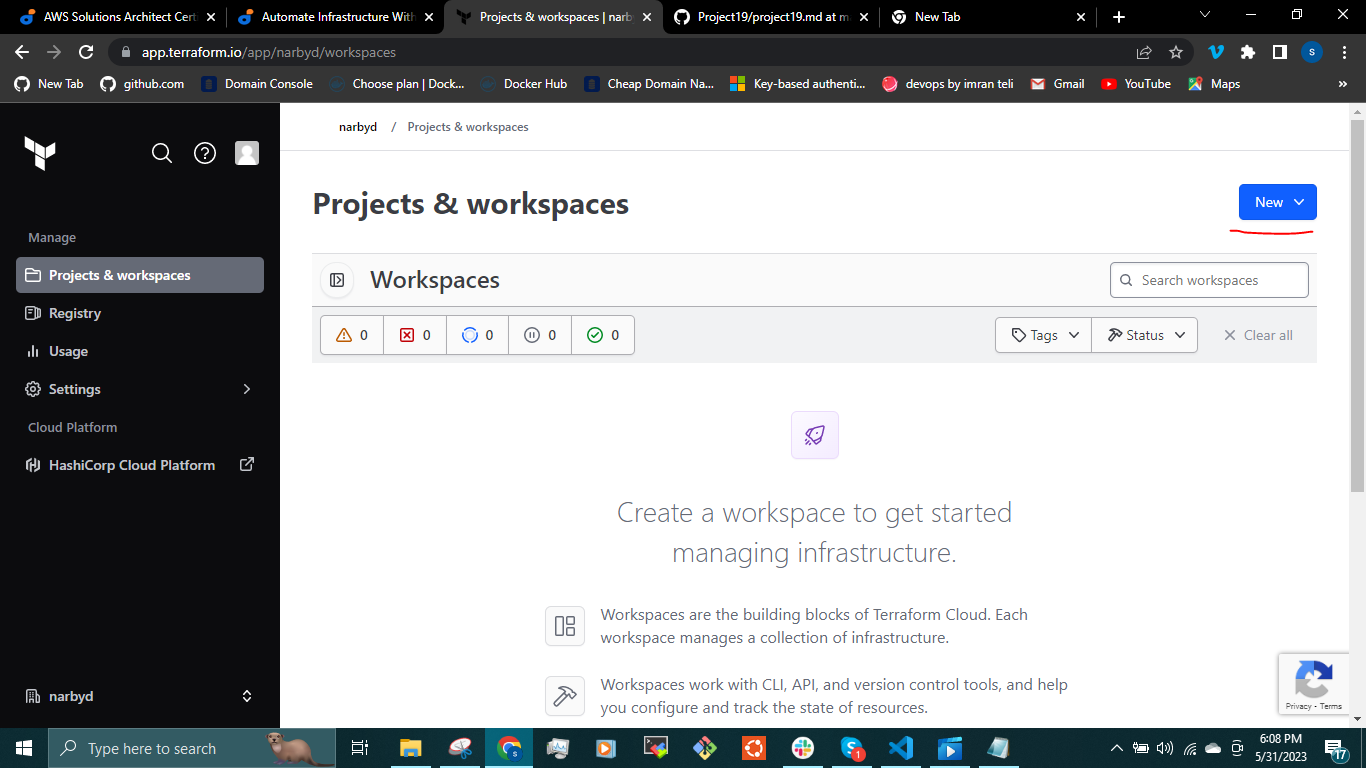 AWS Solutions Architect Cert
Automate Infrastructure With
Projects & workspaces | narb
Project19/project19.md at ma
New Tab
app.terraform.io/app/narbyd/workspaces
S
New Tab
github.com
Domain Console
Choose plan | Dock...
Docker Hub
Cheap Domain Na...
Key-based authenti...
devops by imran teli
Gmail
YouTube
Maps
»
narbyd / Projects & workspaces
Manage
Projects & workspaces
Registry
Usage
Settings
Cloud Platform
HashiCorp Cloud Platform
narbyd
Projects & workspaces
New
Workspaces
Search workspaces
0 0 0 0 0
Tags
Status
Clear all
Create a workspace to get started
managing infrastructure.
Workspaces are the building blocks of Terraform Cloud. Each
workspace manages a collection of infrastructure.
Workspaces work with CLI, API, and version control tools, and help
you configure and track the state of resources.
Privacy - Terms
Type here to search
1
6:08 PM
5/31/2023
17